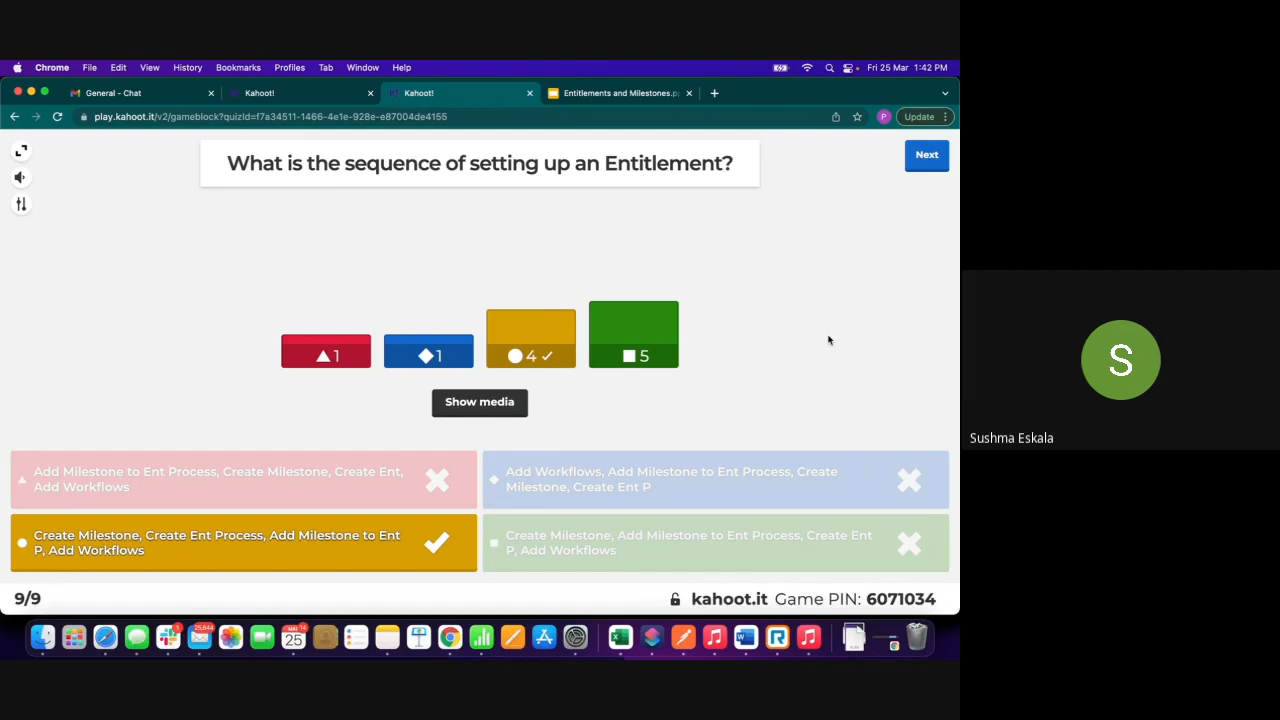 Chrome File Edit View History Bookmarks Profiles Tab Window Help Fri 25 Mar 1:42 PM
General - Chat Kahoot! Kahoot! Entitlements and Milestones.p
play.kahoot.it/v2/gameblock?quizId=f7a34511-1466-4e1e-928e-e87004de4155 P Update
What is the sequence of setting up an Entitlement?
Next
1 1 4 5
Show media
Add Milestone to Ent Process, Create Milestone, Create Ent,
Add Workflows
Add Workflows, Add Milestone to Ent Process, Create
Milestone, Create Ent P
Create Milestone, Create Ent Process, Add Milestone to Ent
P, Add Workflows
Create Milestone, Add Milestone to Ent Process, Create Ent
P, Add Workflows
9/9
kahoot.it Game PIN: 6071034
S
Sushma Eskala
25